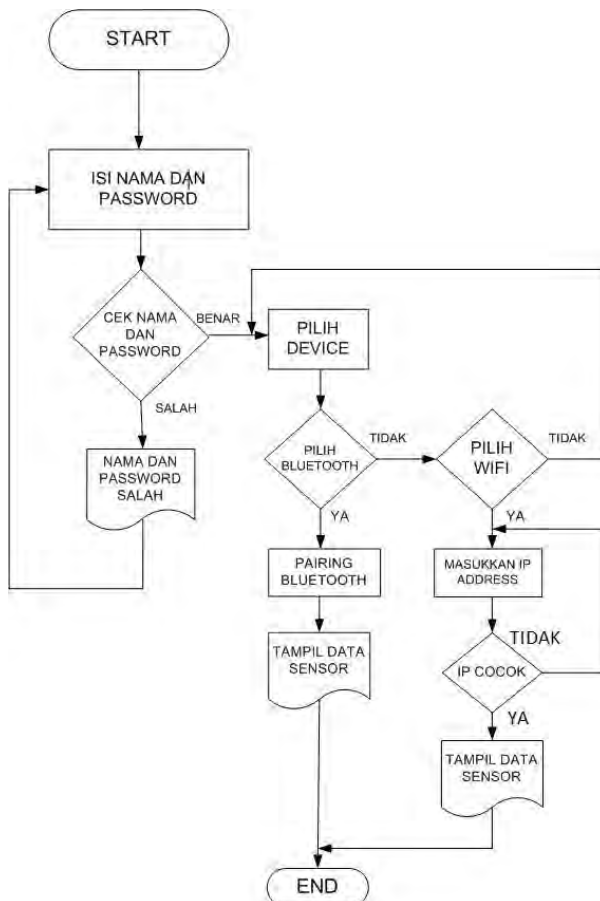 START
ISI NAMA DAN
PASSWORD
CEK NAMA
DAN
PASSWORD
BENAR
PILIH
DEVICE
SALAH
NAMA DAN
PASSWORD
SALAH
PILIH
BLUETOOTH
TIDAK
PILIH
WIFI
TIDAK
YA
YA
PAIRING
BLUETOOTH
MASUKKAN IP
ADDRESS
TAMPIL DATA
SENSOR
TIDAK
IP COCOK
YA
TAMPIL DATA
SENSOR
END